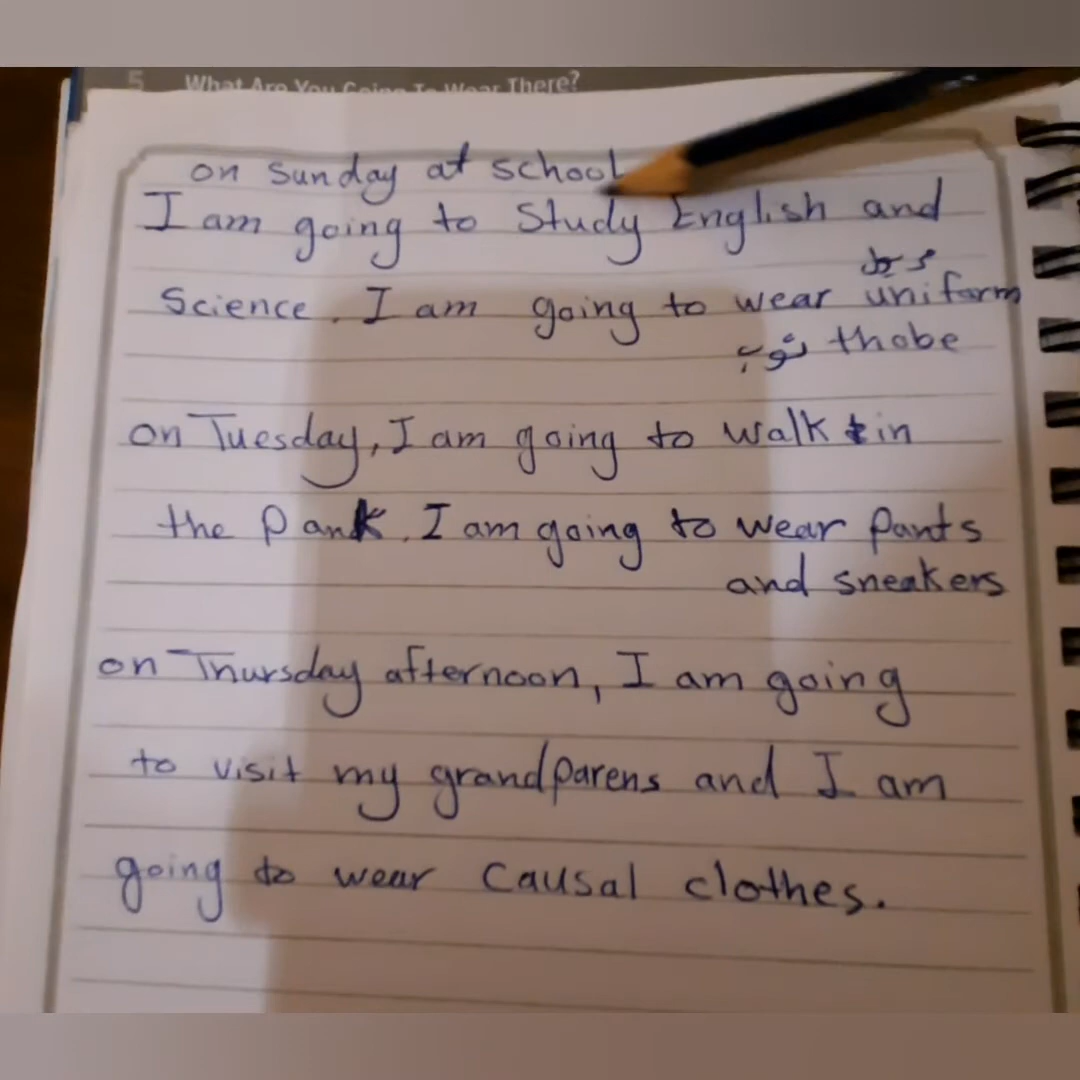 5 What Are You Going To Wear There?
on Sunday at school
I am going to Study English and
Science. I am going to wear uniform
ثوب thobe
on Tuesday, I am going to walk in
the Park. I am going to wear pants
and sneakers
on Thursday afternoon, I am going
to visit my grandparens and I am
going to wear Causal clothes.